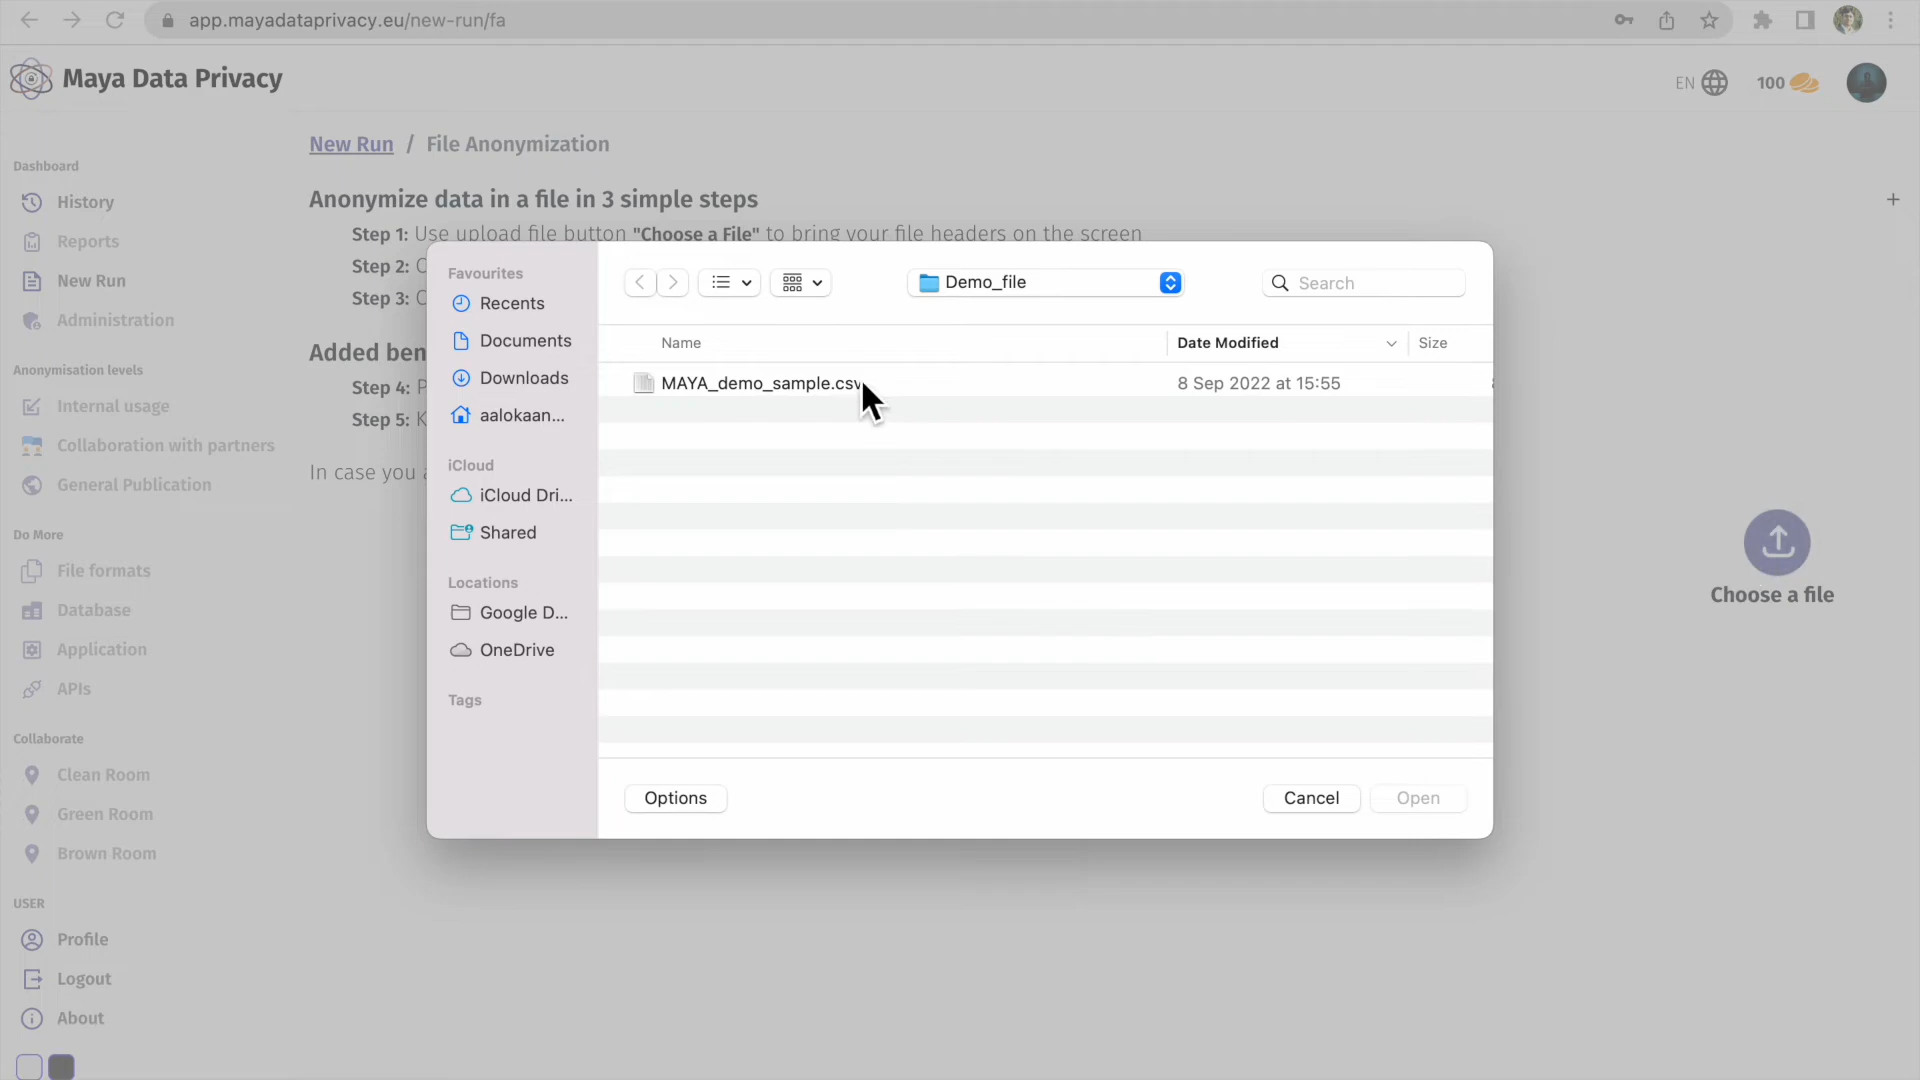 app.mayadataprivacy.eu/new-run/fa
Maya Data Privacy
EN
100
New Run / File Anonymization
Dashboard
History
Reports
New Run
Administration
Anonymisation levels
Internal usage
Collaboration with partners
General Publication
Do More
File formats
Database
Application
APIs
Collaborate
Clean Room
Green Room
Brown Room
USER
Profile
Logout
About
Anonymize data in a file in 3 simple steps
Step 1: Use upload file button "Choose a File" to bring your file headers on the screen
Step 2:
Step 3:
Added
Step 4:
Step 5:
In case you
Favourites
Recents
Documents
Downloads
aalokaan...
iCloud
iCloud Dri...
Shared
Locations
Google D...
OneDrive
Tags
Demo_file
Search
Name
Date Modified
Size
MAYA_demo_sample.csv
8 Sep 2022 at 15:55
Options
Cancel
Open
Choose a file